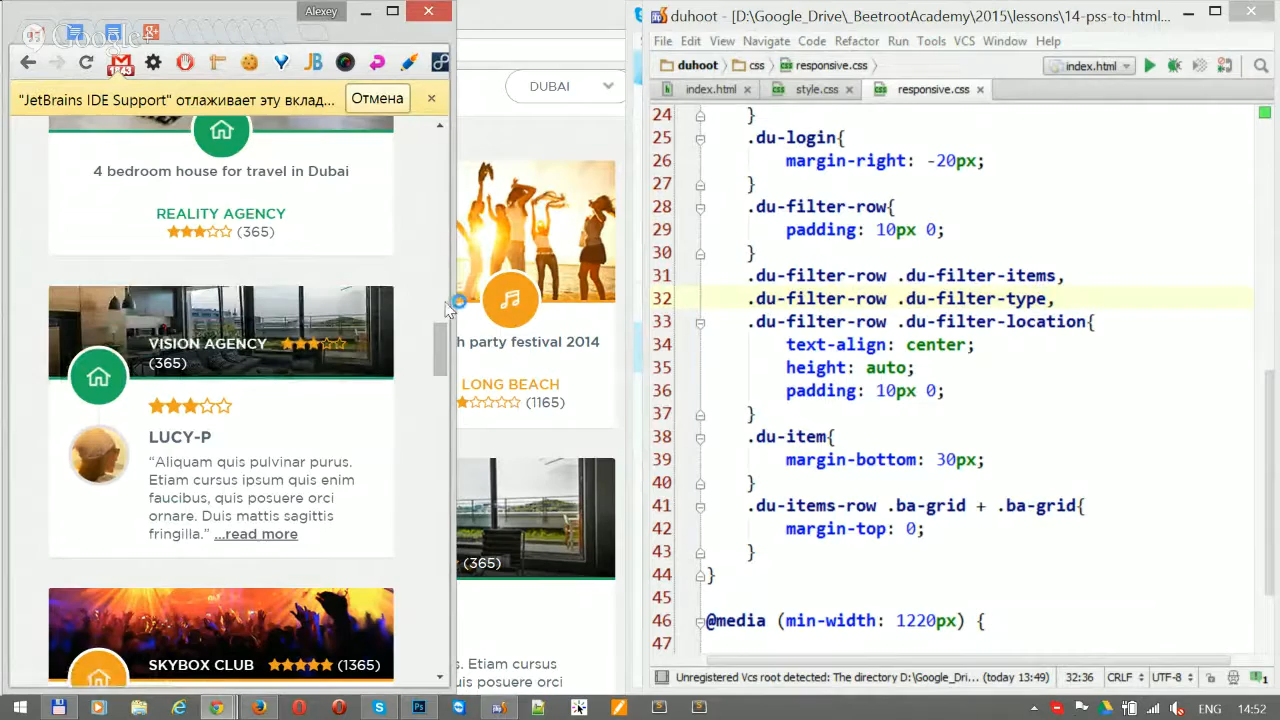 Alexey
Google+
1243
"JetBrains IDE Support" отлаживает эту вклад...
Отмена
4 bedroom house for travel in Dubai
REALITY AGENCY
(365)
VISION AGENCY
(365)
LUCY-P
“Aliquam quis pulvinar purus.
Etiam cursus ipsum quis enim
faucibus, quis posuere orci
ornare. Duis mattis sagittis
fringilla.” ...read more
SKYBOX CLUB (1365)
DUBAI
h party festival 2014
LONG BEACH
(1165)
(365)
s. Etiam cursus
sagittis
duhoot - [D:\Google_Drive\_BeetrootAcademy\2015\lessons\14-pss-to-html...
File Edit View Navigate Code Refactor Run Tools VCS Window Help
duhoot css responsive.css index.html
index.html style.css responsive.css
24 }
25 .du-login{
26 margin-right: -20px;
27 }
28 .du-filter-row{
29 padding: 10px 0;
30 }
31 .du-filter-row .du-filter-items,
32 .du-filter-row .du-filter-type,
33 .du-filter-row .du-filter-location{
34 text-align: center;
35 height: auto;
36 padding: 10px 0;
37 }
38 .du-item{
39 margin-bottom: 30px;
40 }
41 .du-items-row .ba-grid + .ba-grid{
42 margin-top: 0;
43 }
44 }
45
46 @media (min-width: 1220px) {
47
Unregistered Vcs root detected: The directory D:\Google_Dri... (today 13:49) 32:36 CRLF UTF-8 1
ENG 14:52